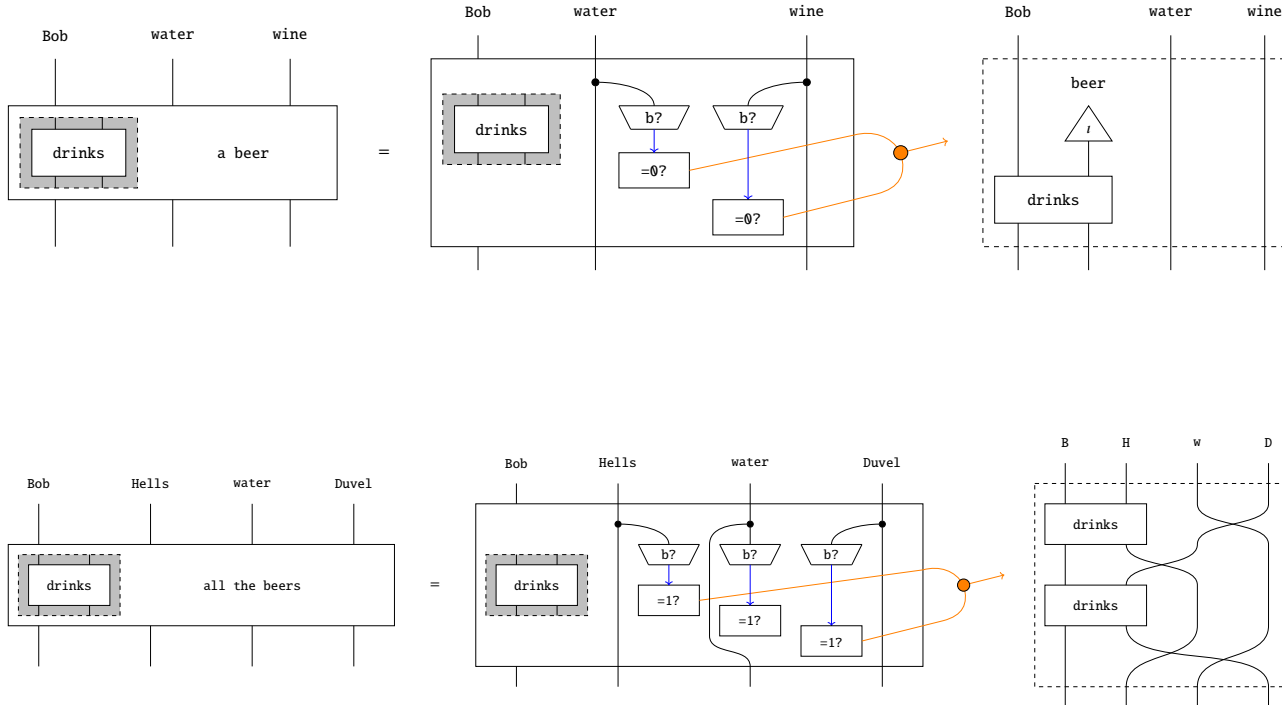 Bob water wine
drinks a beer
=
Bob water wine
drinks b? b?
=0?
=0?
Bob water wine
beer
ι
drinks
Bob Hells water Duvel
drinks all the beers
=
Bob Hells water Duvel
b? b? b?
drinks =1?
=1?
=1?
B H w D
drinks
drinks